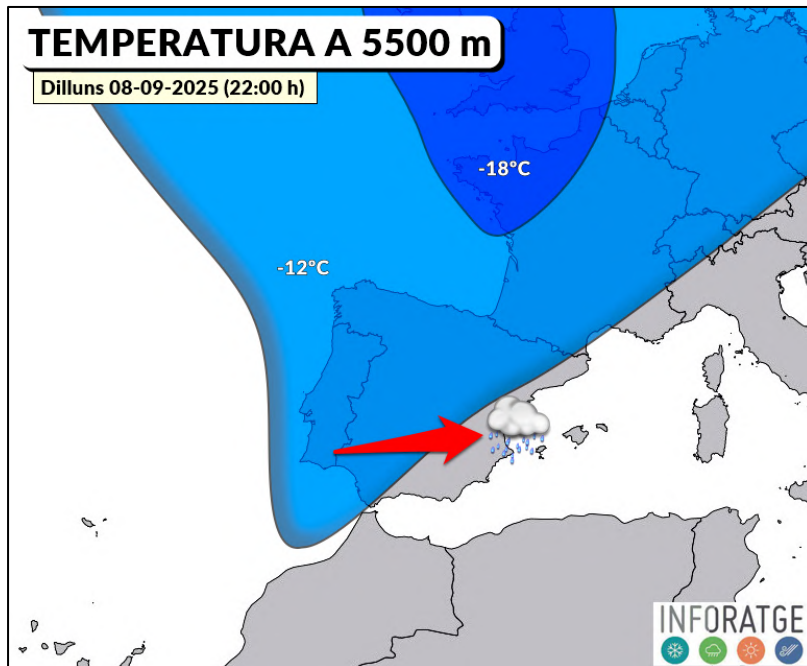 TEMPERATURA A 5500 m
Dilluns 08-09-2025 (22:00 h)
-18°C
-12°C
INFORATGE